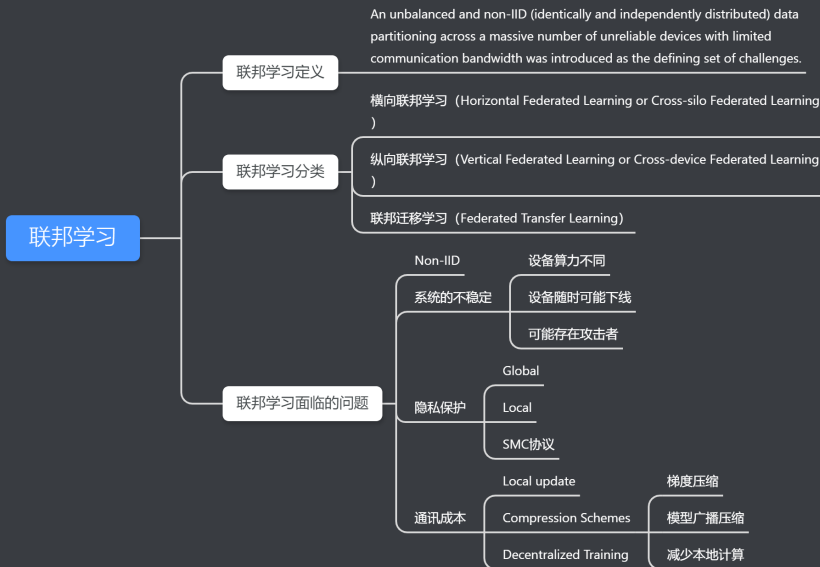 联邦学习
联邦学习定义
An unbalanced and non-IID (identically and independently distributed) data
partitioning across a massive number of unreliable devices with limited
communication bandwidth was introduced as the defining set of challenges.
联邦学习分类
横向联邦学习（Horizontal Federated Learning or Cross-silo Federated Learning
）
纵向联邦学习（Vertical Federated Learning or Cross-device Federated Learning
）
联邦迁移学习（Federated Transfer Learning）
联邦学习面临的问题
Non-IID
系统的不稳定
设备算力不同
设备随时可能下线
可能存在攻击者
隐私保护
Global
Local
SMC协议
通讯成本
Local update
Compression Schemes
梯度压缩
模型广播压缩
减少本地计算
Decentralized Training